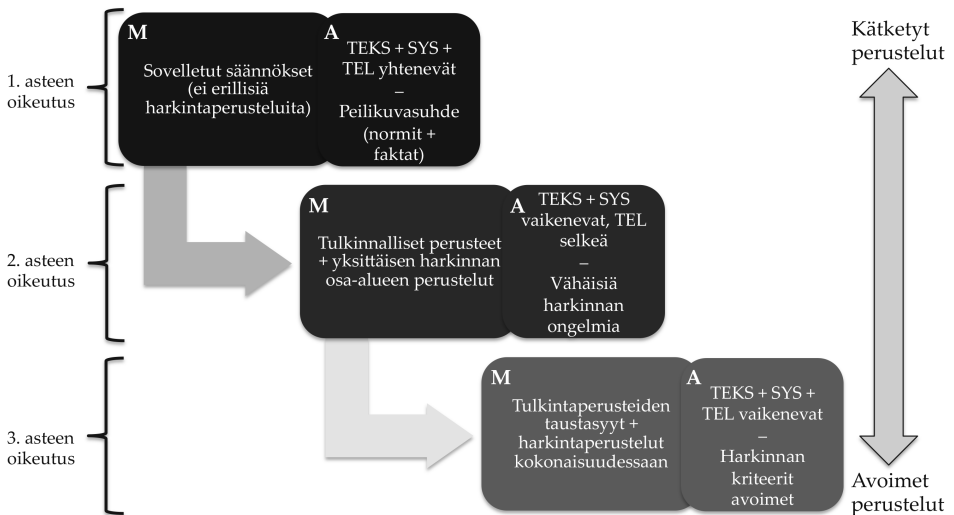 1. asteen
oikeutus
M
Sovelletut säännökset
(ei erillisiä
harkintaperusteluita)
A
TEKS + SYS +
TEL yhtenevät
–
Peilikuvasuhde
(normit +
faktat)
Kätketyt
perustelut
2. asteen
oikeutus
M
Tulkinnalliset perusteet
+ yksittäisen harkinnan
osa-alueen perustelut
A
TEKS + SYS
vaikenevat, TEL
selkeä
–
Vähäisiä
harkinnan
ongelmia
3. asteen
oikeutus
M
Tulkintaperusteiden
taustasyyt +
harkintaperustelut
kokonaisuudessaan
A
TEKS + SYS +
TEL vaikenevat
–
Harkinnan
kriteerit
avoimet
Avoimet
perustelut